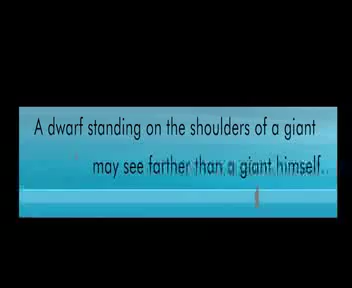 A dwarf standing on the shoulders of a giant
may see farther than a giant himself..